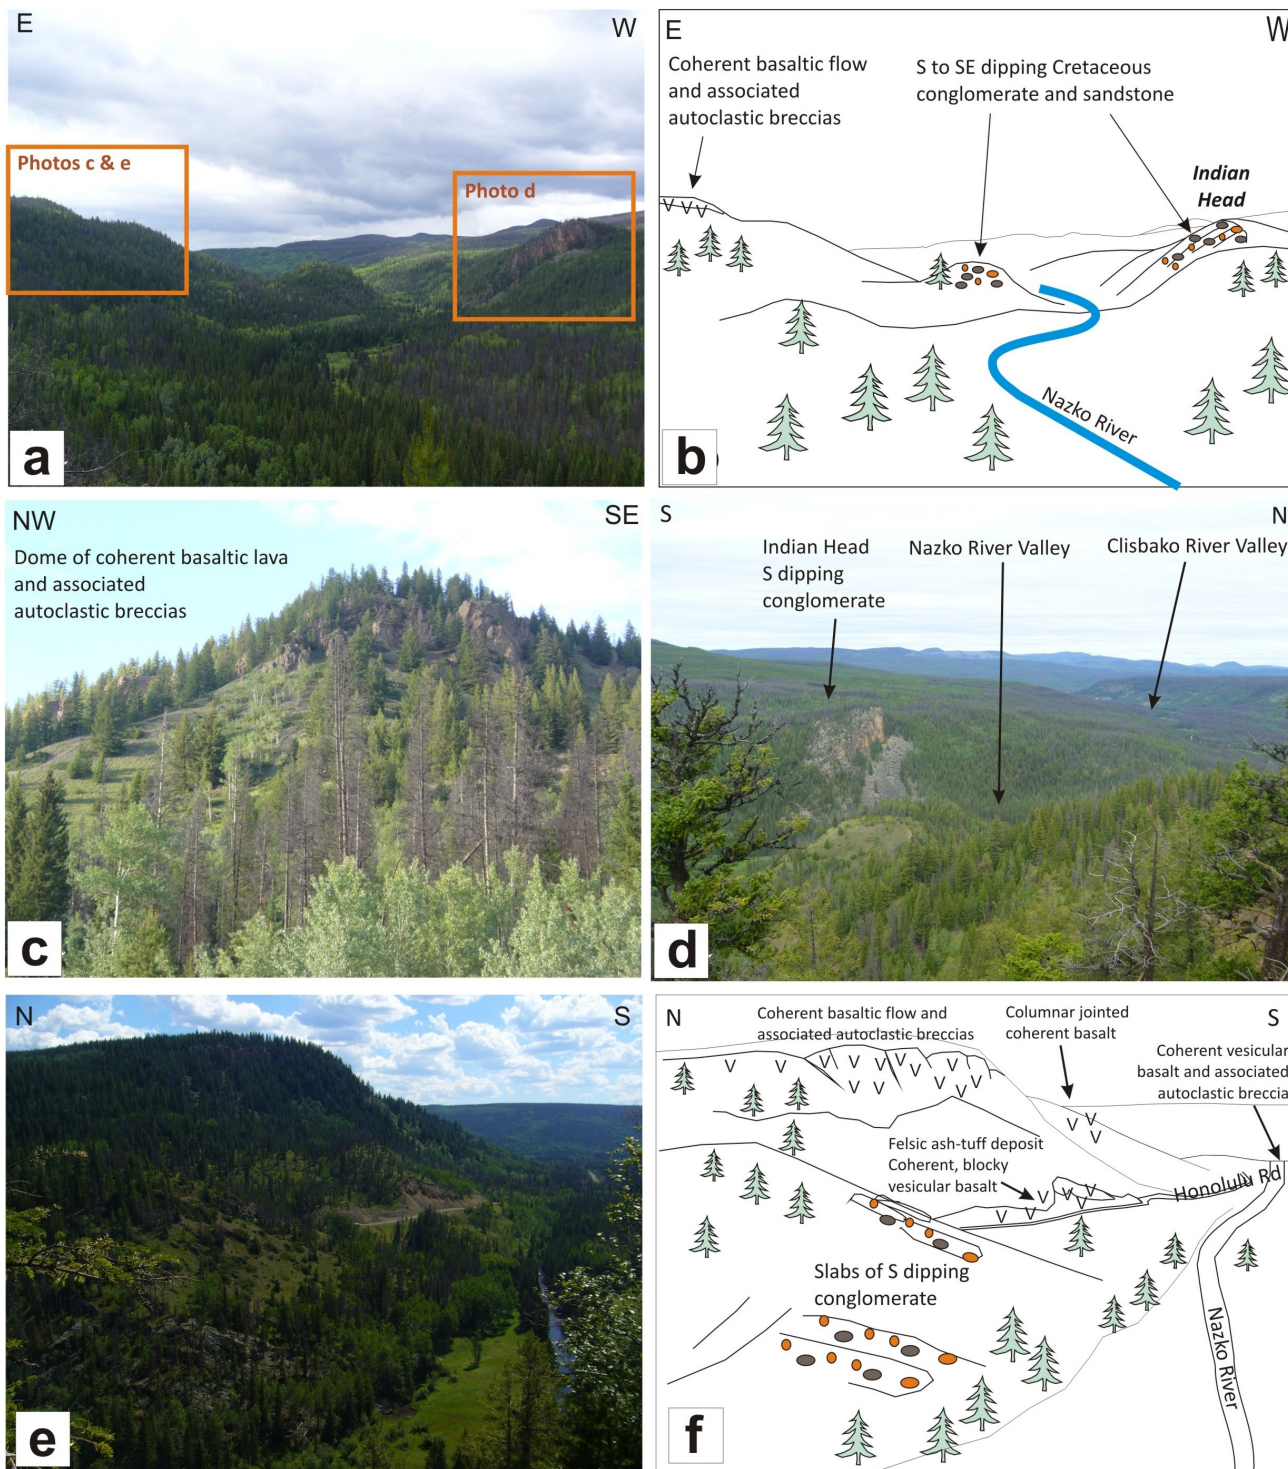 E
W
Photos c & e
Photo d
a
E
W
Coherent basaltic flow
and associated
autoclastic breccias
S to SE dipping Cretaceous
conglomerate and sandstone
Indian
Head
V V V
Nazko River
b
NW
SE
Dome of coherent basaltic lava
and associated
autoclastic breccias
c
S
N
Indian Head
S dipping
conglomerate
Nazko River Valley
Clisbako River Valley
d
N
S
e
N
S
Coherent basaltic flow and
associated autoclastic breccias
Columnar jointed
coherent basalt
Coherent vesicular
basalt and associated
autoclastic breccia
Felsic ash-tuff deposit
Coherent, blocky
vesicular basalt
Honolulu Rd
Slabs of S dipping
conglomerate
Nazko River
f